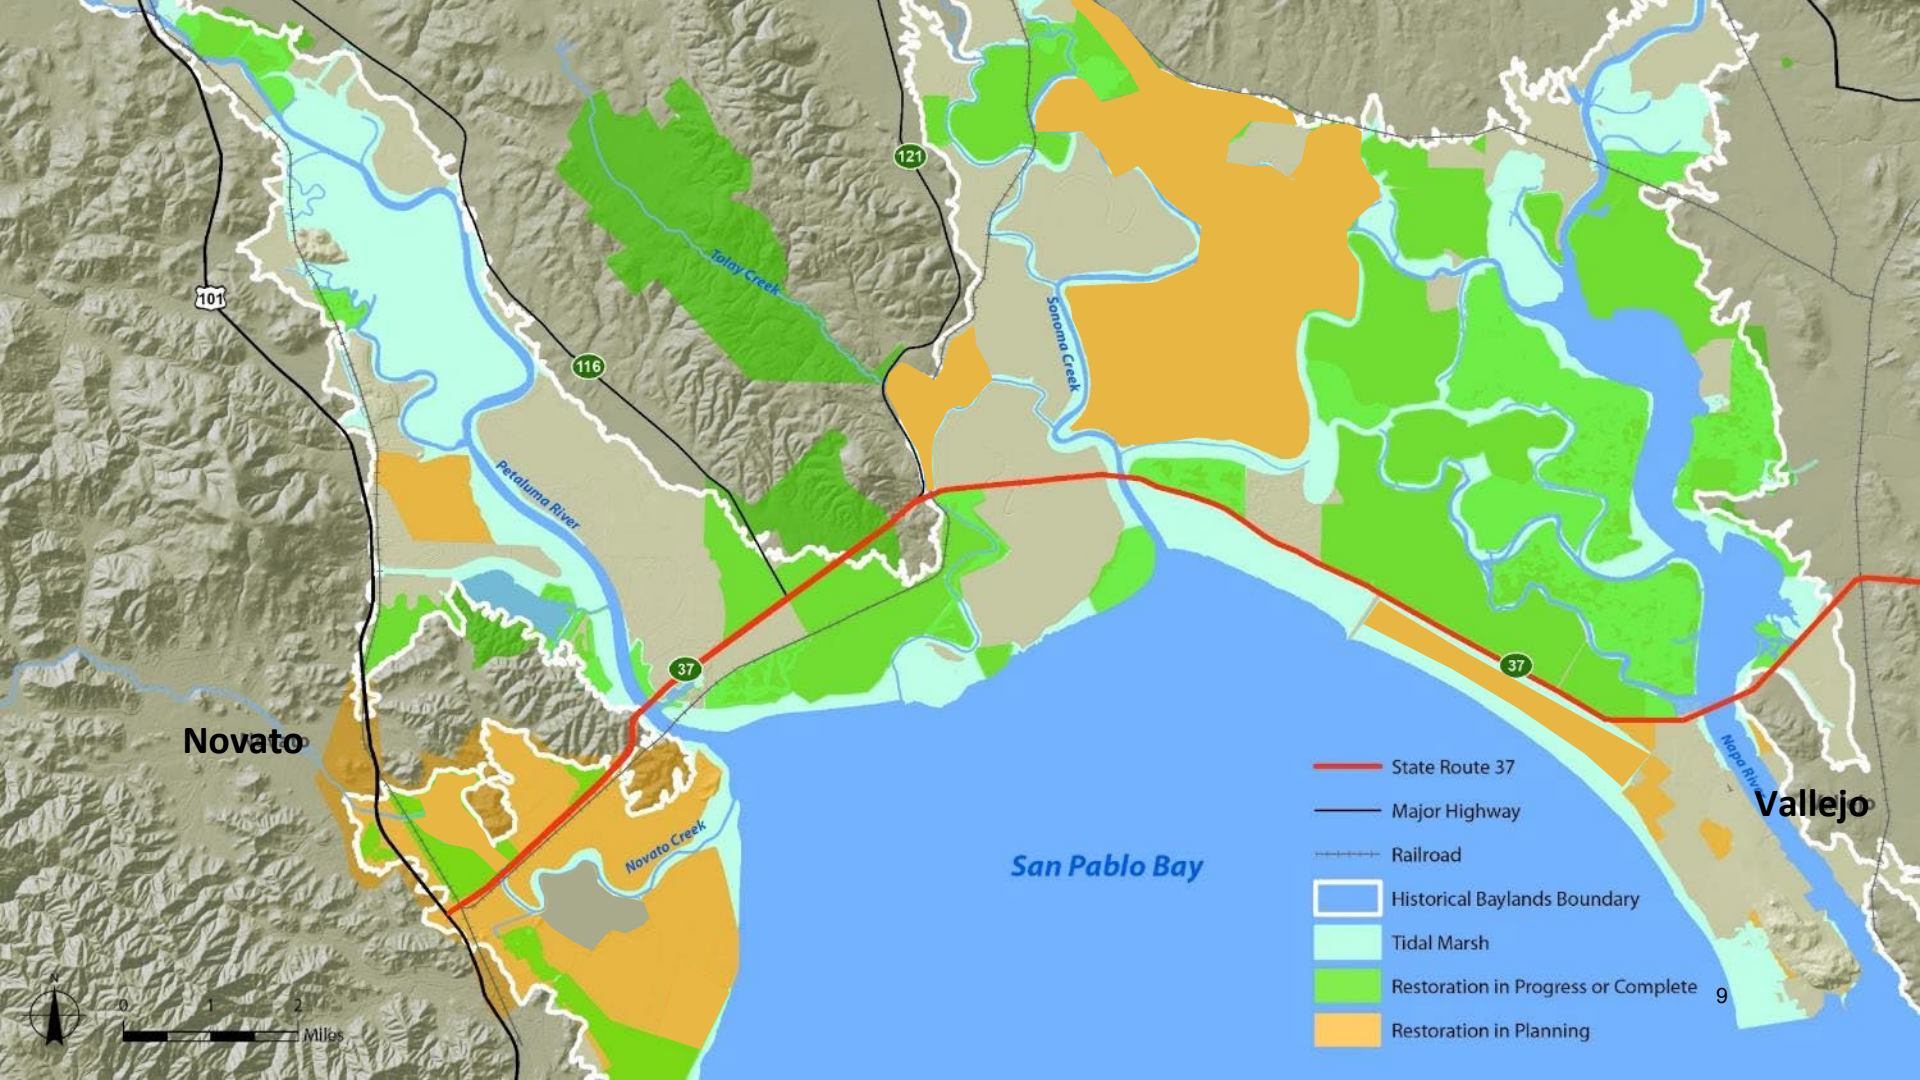 121
101
Tolay Creek
Sonoma Creek
116
Petaluma River
37
37
Novato
Napa River
Vallejo
Novato Creek
San Pablo Bay
State Route 37
Major Highway
Railroad
Historical Baylands Boundary
Tidal Marsh
Restoration in Progress or Complete
9
Restoration in Planning
N
0 1 2
Miles